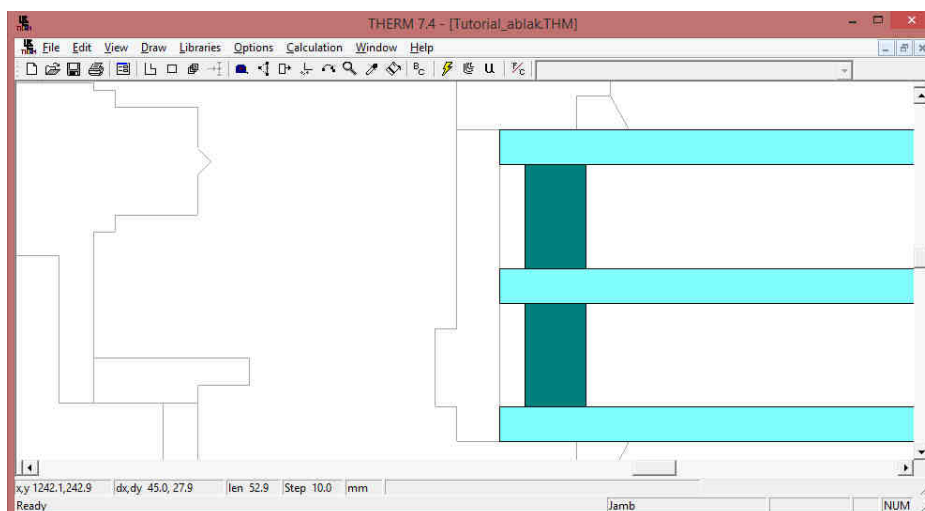 THERM 7.4 - [Tutorial_ablak.THM]
File Edit View Draw Libraries Options Calculation Window Help
BC U T/C
x,y 1242.1,242.9 dx,dy 45.0, 27.9 len 52.9 Step 10.0 mm
Ready Jamb NUM